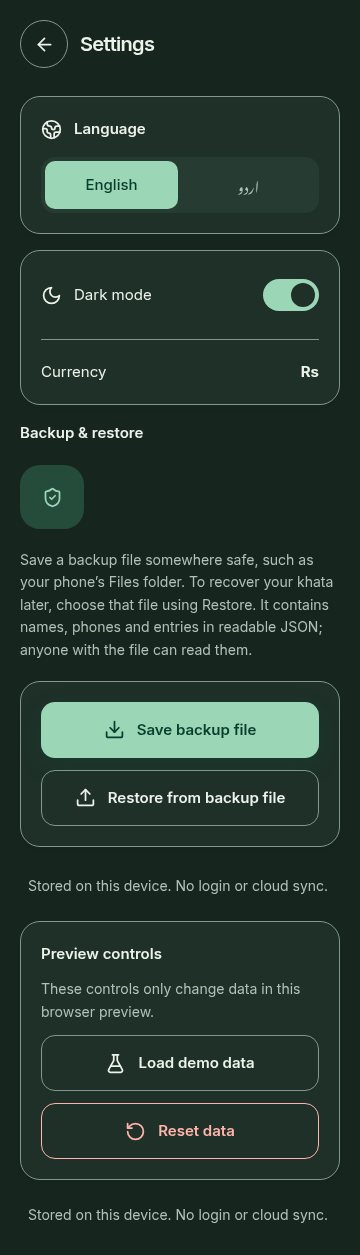 Settings
Language
English
اردو
Dark mode
Currency
Rs
Backup & restore
Save a backup file somewhere safe, such as
your phone's Files folder. To recover your khata
later, choose that file using Restore. It contains
names, phones and entries in readable JSON;
anyone with the file can read them.
Save backup file
Restore from backup file
Stored on this device. No login or cloud sync.
Preview controls
These controls only change data in this
browser preview.
Load demo data
Reset data
Stored on this device. No login or cloud sync.